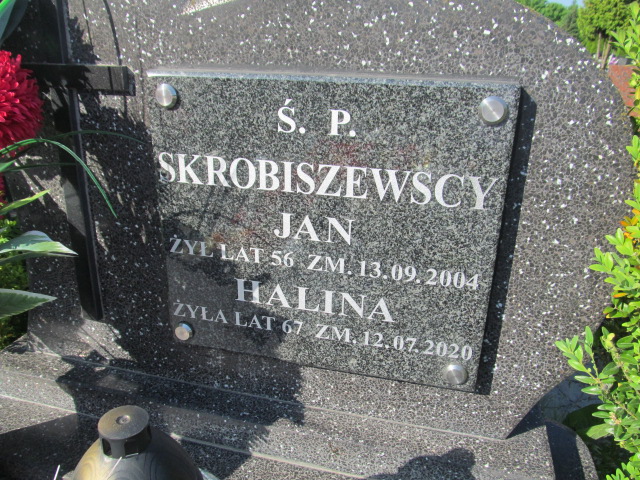 Ś. P.
SKROBISZEWSCY
JAN
ŻYŁ LAT 56 ZM. 13.09.2004
HALINA
ŻYŁA LAT 67 ZM. 12.07.2020